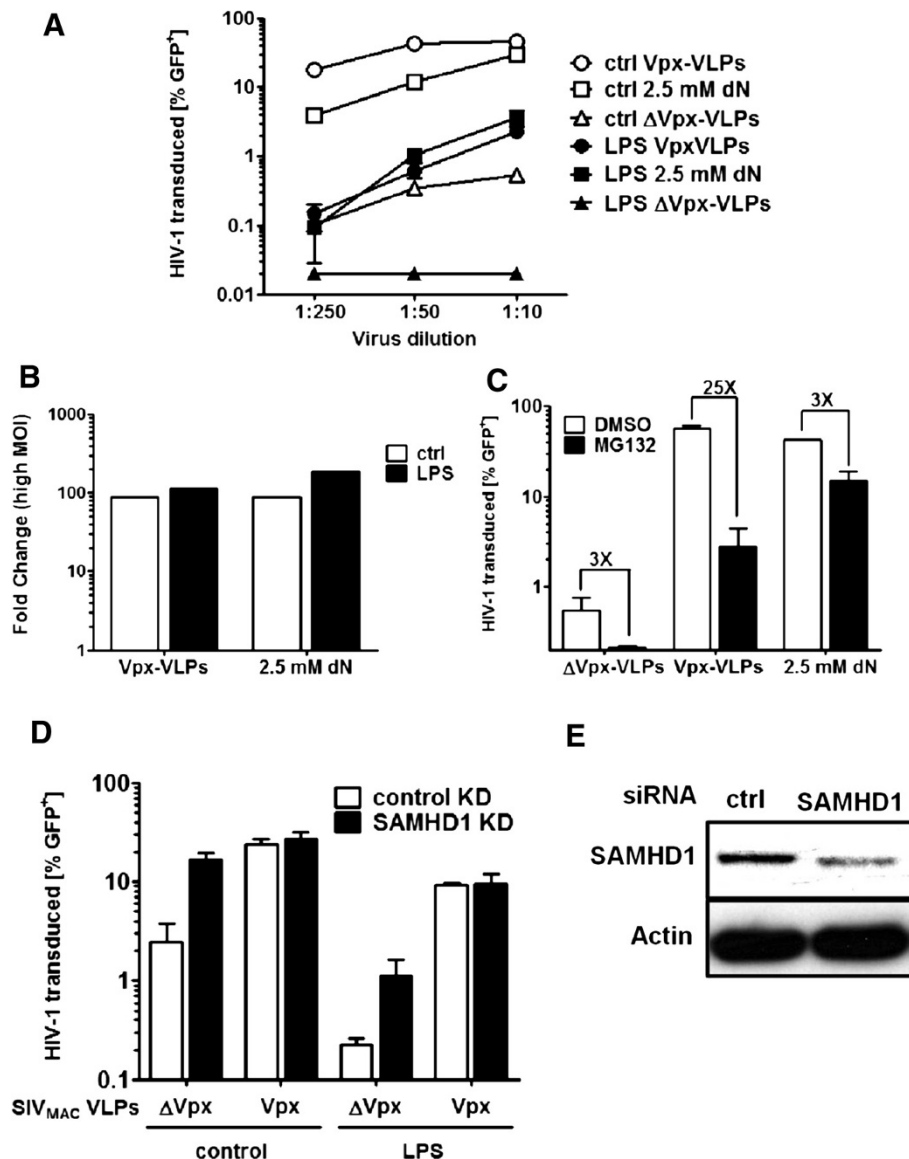 A
HIV-1 transduced [% GFP⁺]
100
10
1
0.1
0.01
1:250 1:50 1:10
Virus dilution
ctrl Vpx-VLPs
ctrl 2.5 mM dN
ctrl ΔVpx-VLPs
LPS VpxVLPs
LPS 2.5 mM dN
LPS ΔVpx-VLPs
B
Fold Change (high MOI)
1000
100
10
1
Vpx-VLPs 2.5 mM dN
ctrl
LPS
C
HIV-1 transduced [% GFP⁺]
100
10
1
DMSO
MG132
3X
25X
3X
ΔVpx-VLPs Vpx-VLPs 2.5 mM dN
D
HIV-1 transduced [% GFP⁺]
100
10
1
0.1
control KD
SAMHD1 KD
SIVMAC VLPs ΔVpx Vpx ΔVpx Vpx
control LPS
E
siRNA ctrl SAMHD1
SAMHD1
Actin